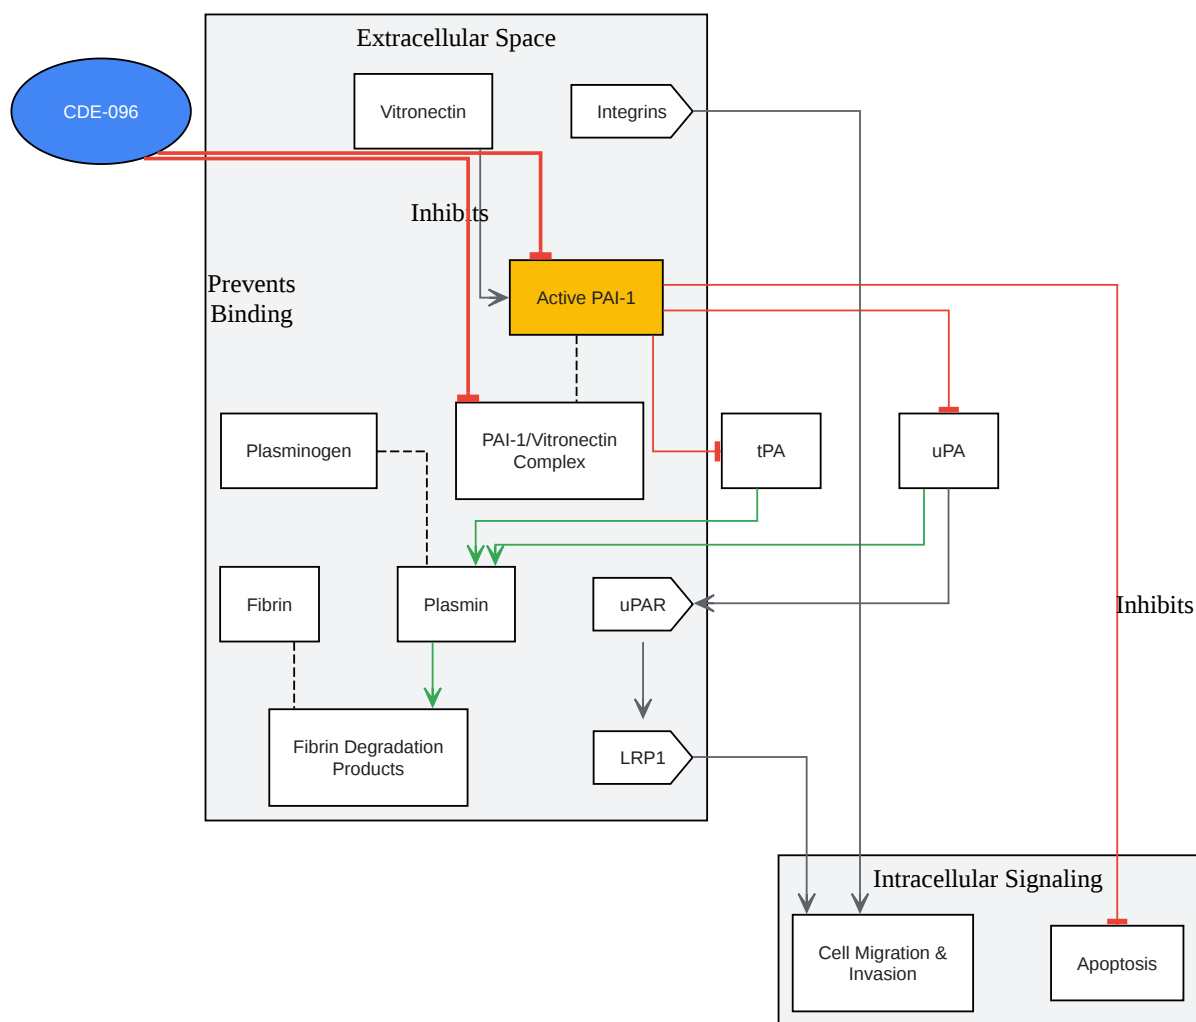 Extracellular Space
CDE-096
Vitronectin
Integrins
Inhibits
Prevents
Binding
Active PAI-1
Plasminogen
PAI-1/Vitronectin
Complex
tPA
uPA
Fibrin
Plasmin
uPAR
Inhibits
Fibrin Degradation
Products
LRP1
Intracellular Signaling
Cell Migration &
Invasion
Apoptosis